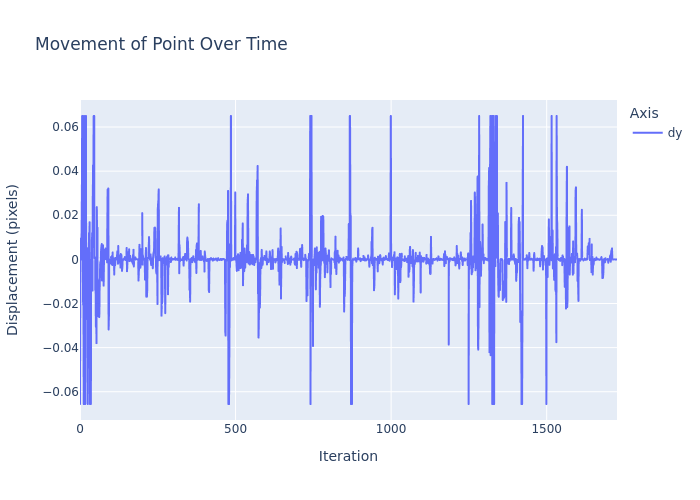 Movement of Point Over Time
Axis
dy
0.06
0.04
0.02
0
−0.02
−0.04
−0.06
Displacement (pixels)
0
500
1000
1500
Iteration